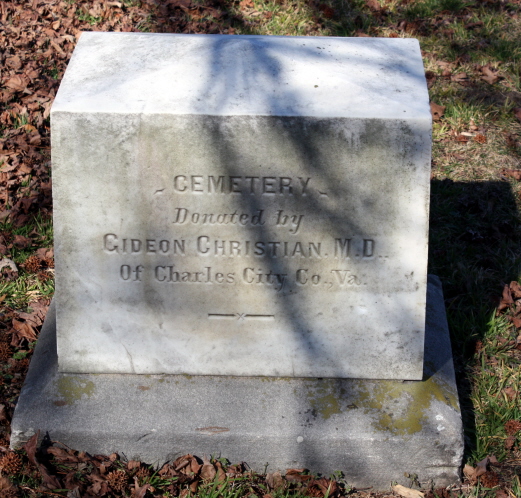 - CEMETERY -
Donated by
GIDEON CHRISTIAN. M.D.,
Of Charles City Co., Va.